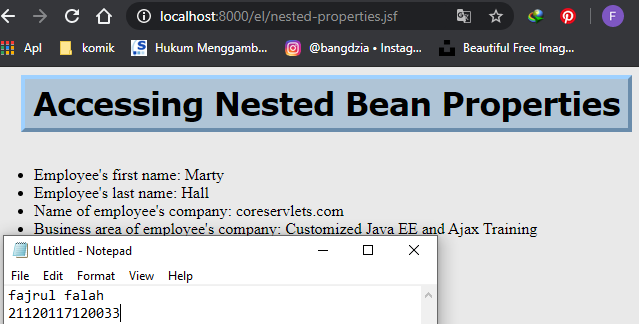 localhost:8000/el/nested-properties.jsf
F
Apl komik Hukum Menggamb... @bangdzia • Instag... Beautiful Free Imag...
Accessing Nested Bean Properties
• Employee's first name: Marty
• Employee's last name: Hall
• Name of employee's company: coreservlets.com
• Business area of employee's company: Customized Java EE and Ajax Training
Untitled - Notepad
File Edit Format View Help
fajrul falah
21120117120033